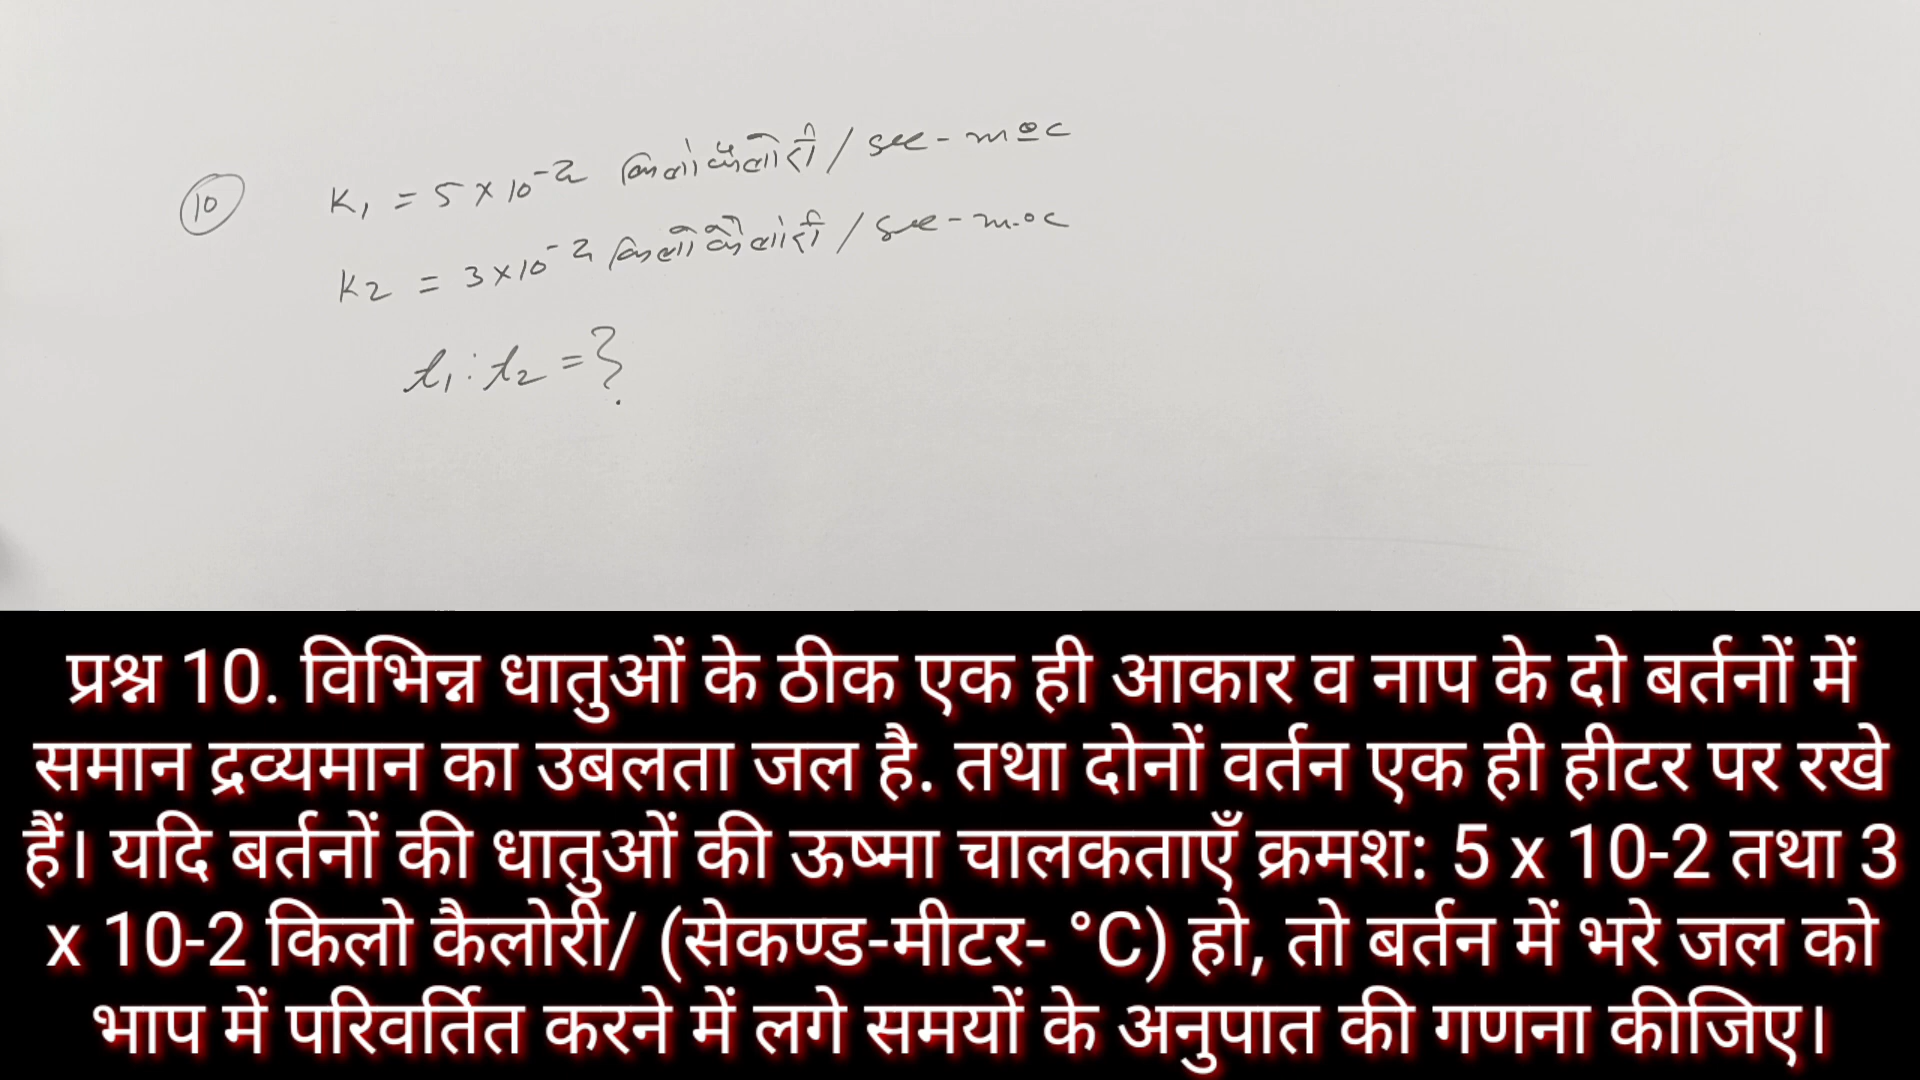 10 K1 = 5 × 10-2 किलो कैलोरी / sec - m °C
K2 = 3 × 10-2 किलो कैलोरी / sec - m. °C
t1 : t2 = ?
प्रश्न 10. विभिन्न धातुओं के ठीक एक ही आकार व नाप के दो बर्तनों में
समान द्रव्यमान का उबलता जल है. तथा दोनों वर्तन एक ही हीटर पर रखे
हैं। यदि बर्तनों की धातुओं की ऊष्मा चालकताएँ क्रमश: 5 x 10-2 तथा 3
x 10-2 किलो कैलोरी/ (सेकण्ड-मीटर- °C) हो, तो बर्तन में भरे जल को
भाप में परिवर्तित करने में लगे समयों के अनुपात की गणना कीजिए।